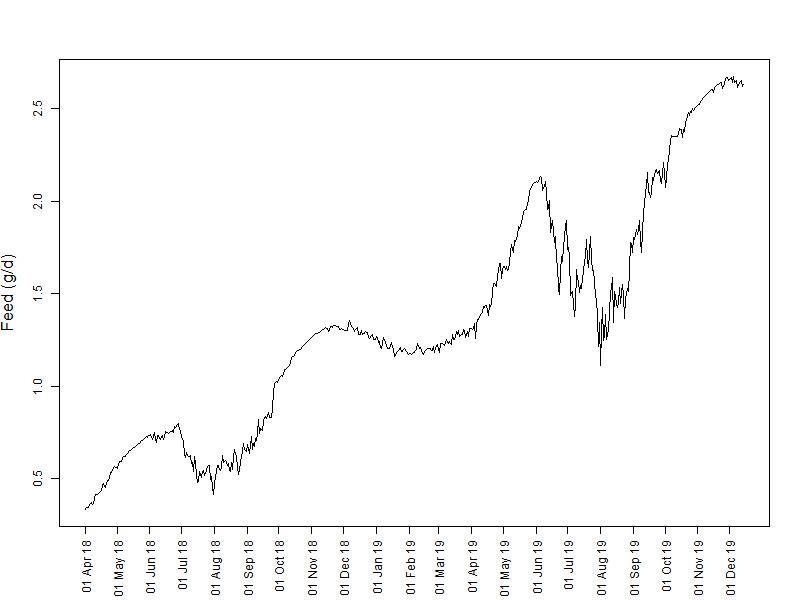 Feed (g/d)
2.5
2.0
1.5
1.0
0.5
01 Apr 18
01 May 18
01 Jun 18
01 Jul 18
01 Aug 18
01 Sep 18
01 Oct 18
01 Nov 18
01 Dec 18
01 Jan 19
01 Feb 19
01 Mar 19
01 Apr 19
01 May 19
01 Jun 19
01 Jul 19
01 Aug 19
01 Sep 19
01 Oct 19
01 Nov 19
01 Dec 19